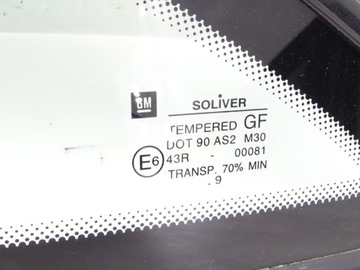 GM SOLIVER
TEMPERED GF
DOT 90 AS2 M30
E6 43R - 00081
TRANSP. 70% MIN
. 9